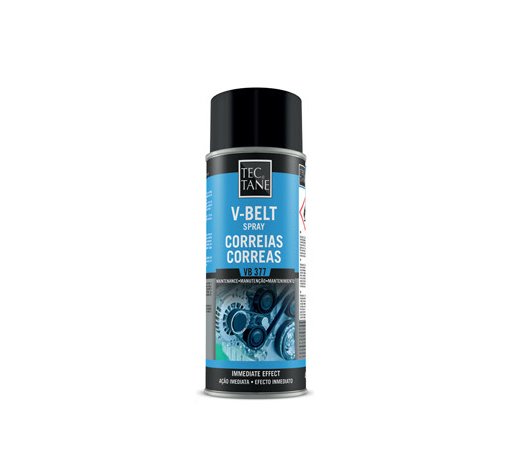 TEC
TANE
V-BELT
SPRAY
CORREIAS
CORREAS
VB 377
MAINTENANCE•MANUTENÇÃO•MANTENIMIENTO
IMMEDIATE EFFECT
AÇÃO IMEDIATA • EFECTO INMEDIATO